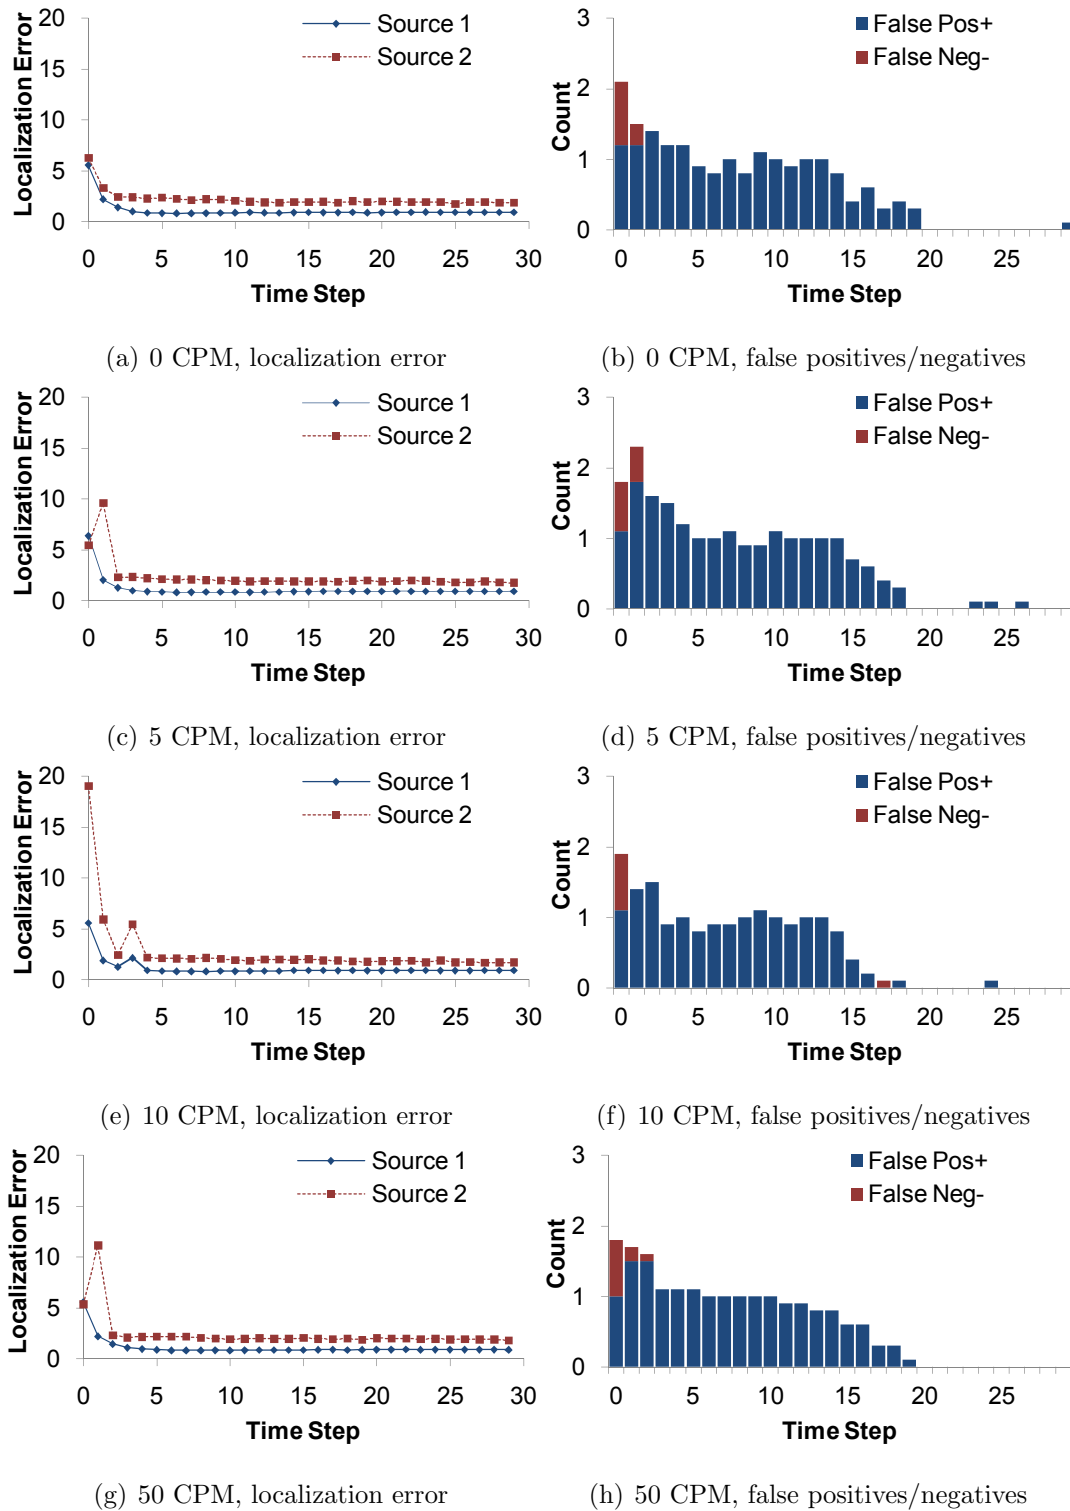 20
15
10
5
0
0 5 10 15 20 25 30
Localization Error
Time Step
Source 1
Source 2
3
2
1
0
0 5 10 15 20 25
Count
Time Step
False Pos+
False Neg-
(a) 0 CPM, localization error
(b) 0 CPM, false positives/negatives
20
15
10
5
0
0 5 10 15 20 25 30
Localization Error
Time Step
Source 1
Source 2
3
2
1
0
0 5 10 15 20 25
Count
Time Step
False Pos+
False Neg-
(c) 5 CPM, localization error
(d) 5 CPM, false positives/negatives
20
15
10
5
0
0 5 10 15 20 25 30
Localization Error
Time Step
Source 1
Source 2
3
2
1
0
0 5 10 15 20 25
Count
Time Step
False Pos+
False Neg-
(e) 10 CPM, localization error
(f) 10 CPM, false positives/negatives
20
15
10
5
0
0 5 10 15 20 25 30
Localization Error
Time Step
Source 1
Source 2
3
2
1
0
0 5 10 15 20 25
Count
Time Step
False Pos+
False Neg-
(g) 50 CPM, localization error
(h) 50 CPM, false positives/negatives